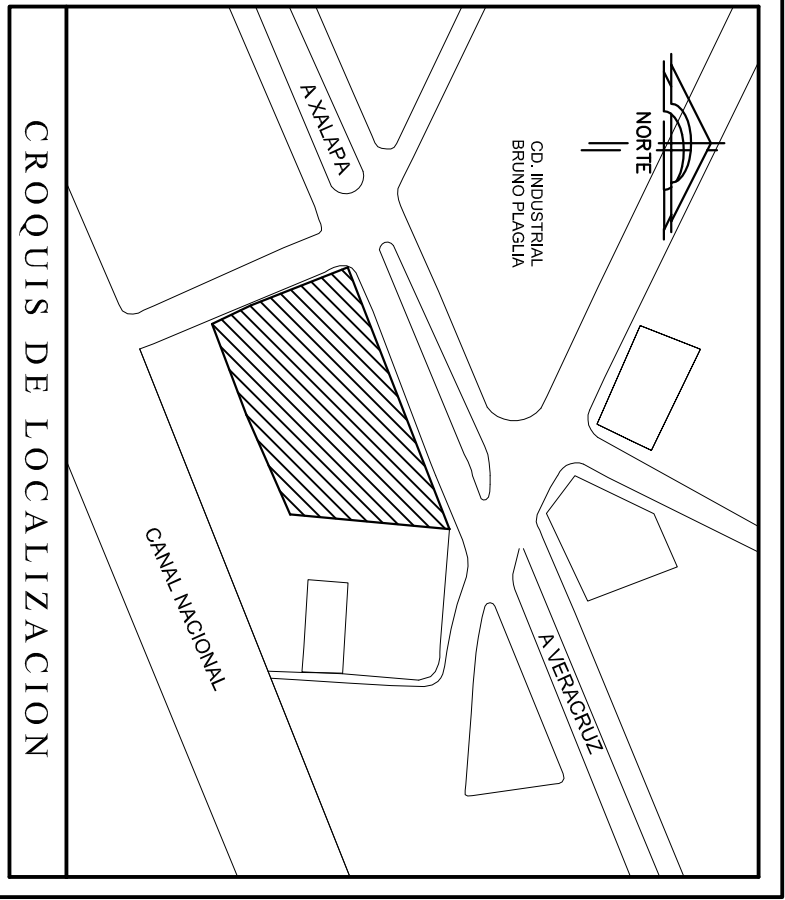 NORTE
CD. INDUSTRIAL
BRUNO PLAGLIA
A XALAPA
A VERACRUZ
CANAL NACIONAL
CROQUIS DE LOCALIZACION